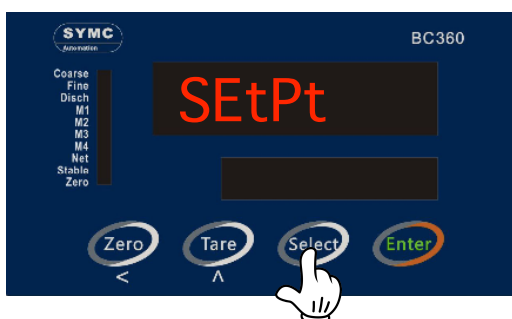 SYMC
Automation
BC360
Coarse
Fine
Disch
M1
M2
M3
M4
Net
Stable
Zero
SEtPt
Zero
Tare
Select
Enter
<
^